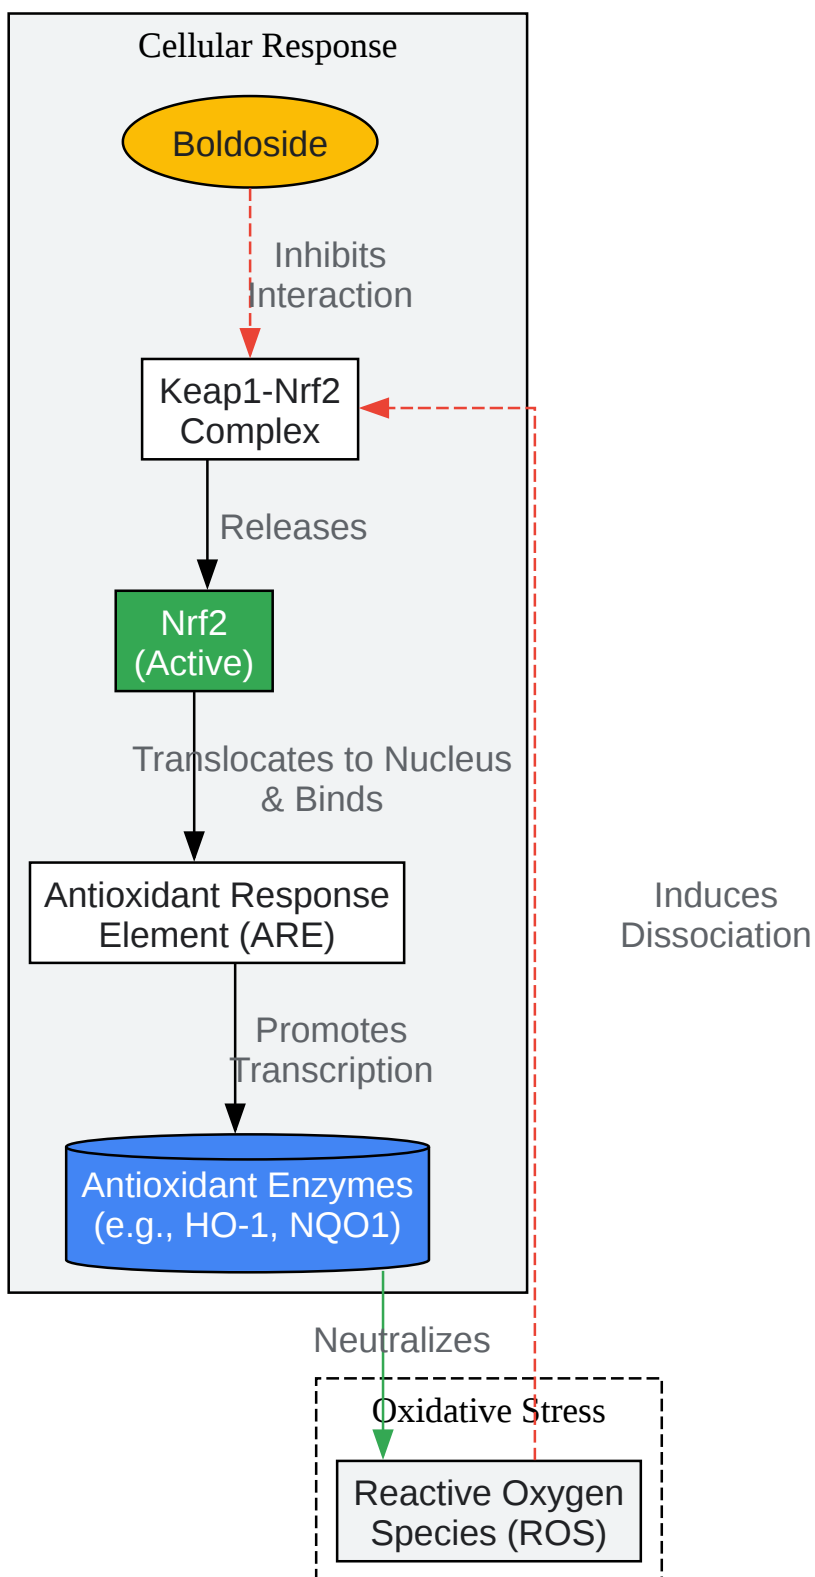 Cellular Response
Boldoside
Inhibits
Interaction
Keap1-Nrf2
Complex
Releases
Nrf2
(Active)
Translocates to Nucleus
& Binds
Antioxidant Response
Element (ARE)
Induces
Dissociation
Promotes
Transcription
Antioxidant Enzymes
(e.g., HO-1, NQO1)
Neutralizes
Oxidative Stress
Reactive Oxygen
Species (ROS)